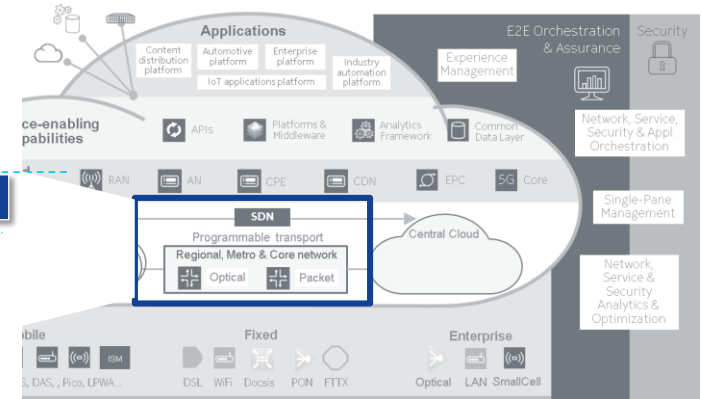 Applications
E2E Orchestration
& Assurance
Security
Content
distribution
platform
Automotive
platform
Enterprise
platform
Industry
automation
platform
IoT applications platform
Experience
Management
ce-enabling
pabilities
APIs
Platforms &
Middleware
Analytics
Framework
Common
Data Layer
Network, Service,
Security & Appl.
Orchestration
RAN
AN
CPE
CDN
EPC
5G
Core
SDN
Programmable transport
Regional, Metro & Core network
Optical
Packet
Central Cloud
Single-Pane
Management
Network,
Service &
Security
Analytics &
Optimization
bile
Fixed
Enterprise
ISM
S, DAS, , Pico, LPWA...
DSL
WiFi
Docsis
PON
FTTX
Optical
LAN
SmallCell